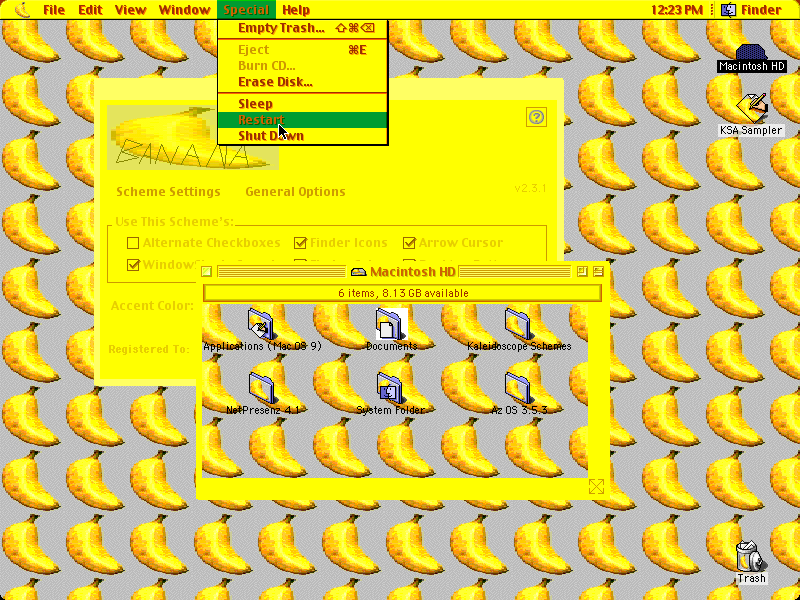 File Edit View Window Special Help 12:23 PM Finder
Empty Trash... ⇧⌘⌫
Eject ⌘E
Burn CD...
Erase Disk...
Sleep
Restart
Shut Down
Macintosh HD
KSA Sampler
BANANA
Scheme Settings General Options v2.3.1
Use This Scheme's:
Alternate Checkboxes Finder Icons Arrow Cursor
Accent Color:
Registered To:
Macintosh HD
6 items, 8.13 GB available
Applications (Mac OS 9) Documents Kaleidoscope Schemes
NetPresenz 4.1 System Folder Az OS 3.5.3
Trash